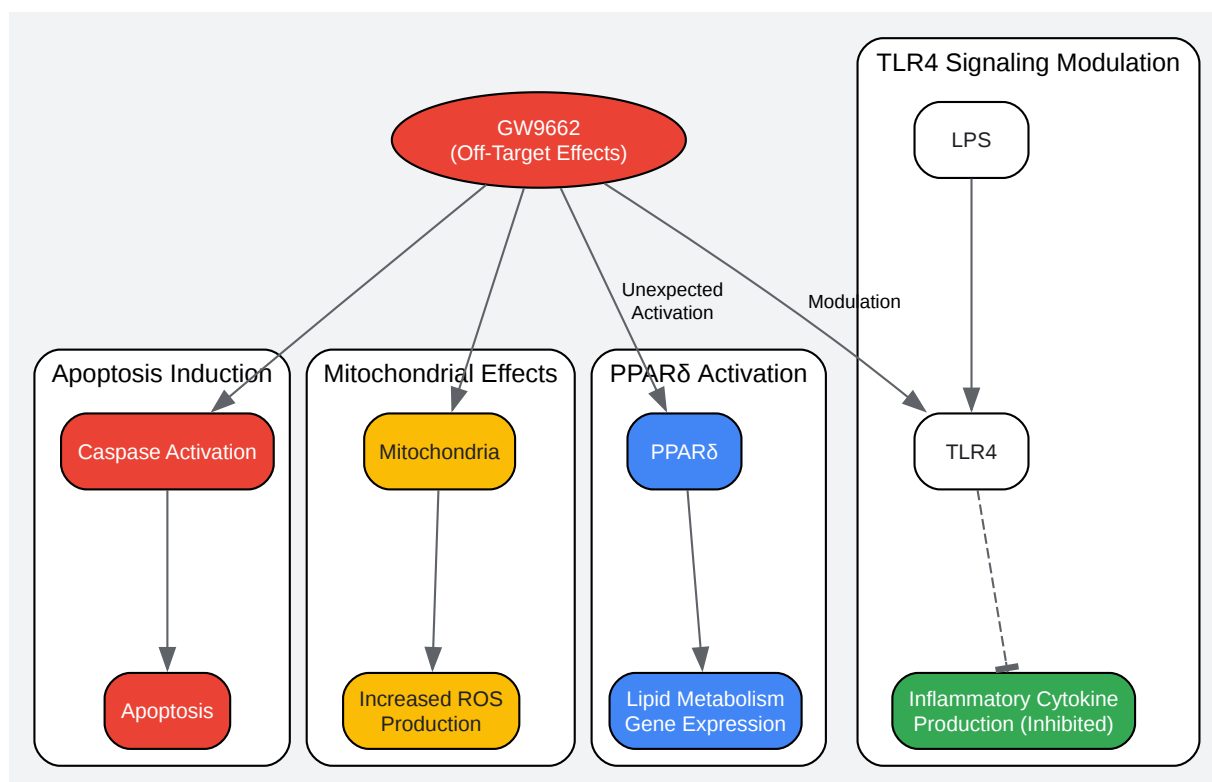 TLR4 Signaling Modulation
GW9662
(Off-Target Effects)
LPS
Unexpected
Activation
Modulation
Apoptosis Induction
Mitochondrial Effects
PPARδ Activation
Caspase Activation
Mitochondria
PPARδ
TLR4
Apoptosis
Increased ROS
Production
Lipid Metabolism
Gene Expression
Inflammatory Cytokine
Production (Inhibited)